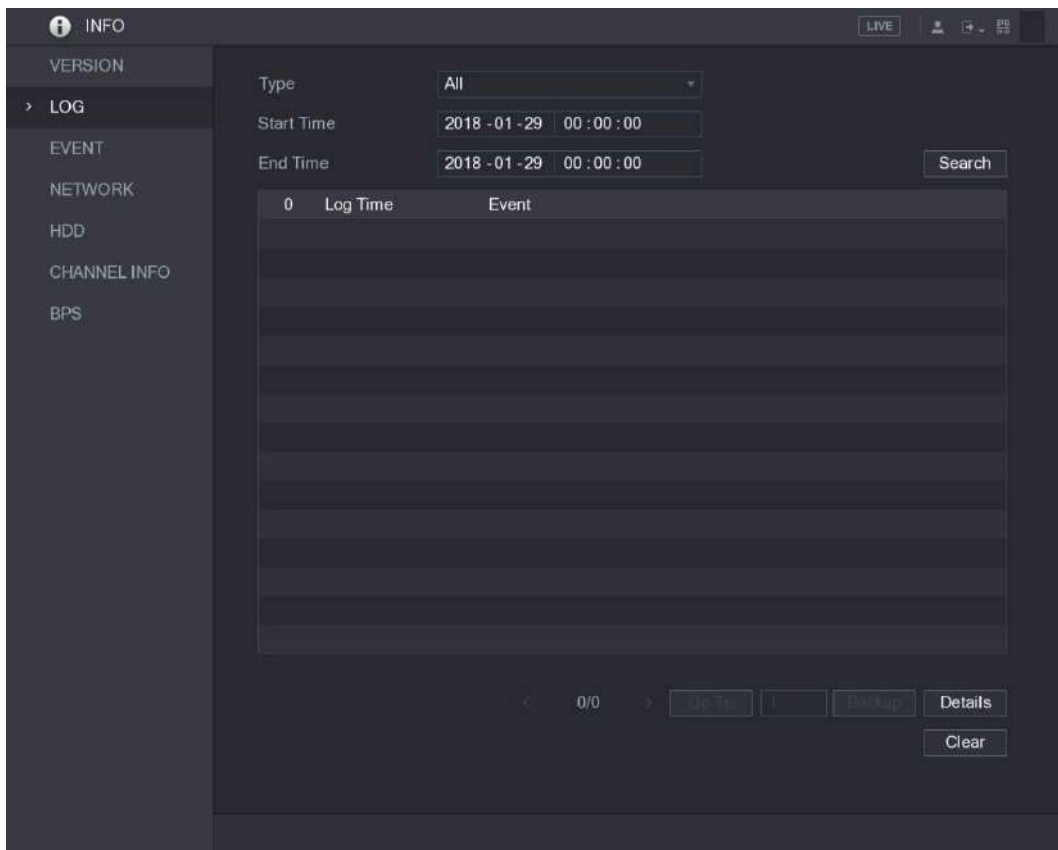 INFO
LIVE
VERSION
LOG
EVENT
NETWORK
HDD
CHANNEL INFO
BPS
Type All
Start Time 2018 -01 -29 00 : 00 : 00
End Time 2018 -01 -29 00 : 00 : 00
Search
0 Log Time Event
0/0 Go To 1 Backup Details
Clear